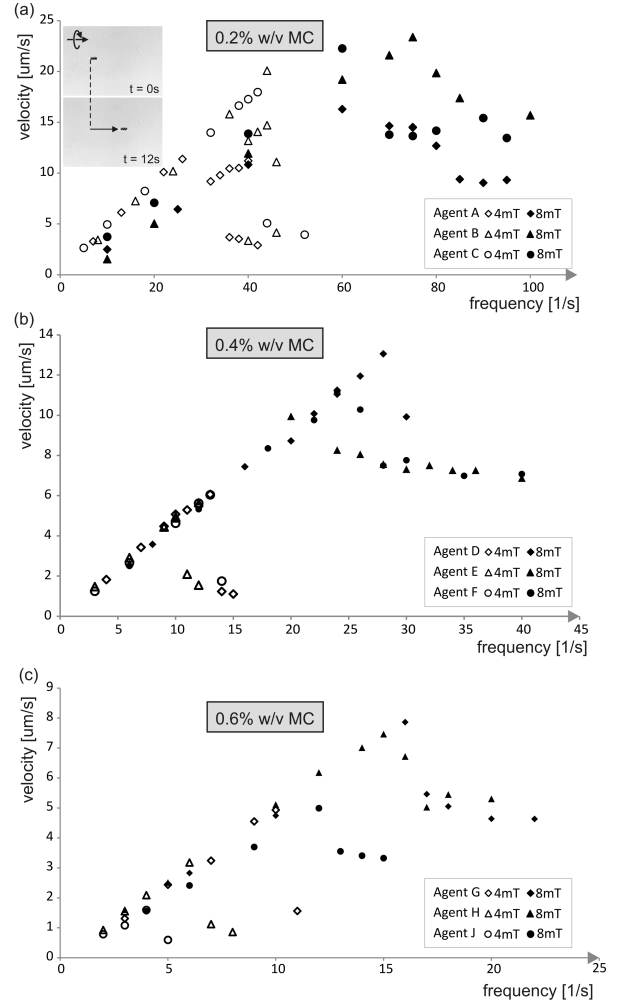 (a)
25
20
15
10
5
0
velocity [um/s]
0.2% w/v MC
t = 0s
t = 12s
Agent A 4mT 8mT
Agent B 4mT 8mT
Agent C 4mT 8mT
0 20 40 60 80 100
frequency [1/s]
(b)
14
12
10
8
6
4
2
0
velocity [um/s]
0.4% w/v MC
Agent D 4mT 8mT
Agent E 4mT 8mT
Agent F 4mT 8mT
0 5 10 15 20 25 30 35 40 45
frequency [1/s]
(c)
9
8
7
6
5
4
3
2
1
0
velocity [um/s]
0.6% w/v MC
Agent G 4mT 8mT
Agent H 4mT 8mT
Agent J 4mT 8mT
0 5 10 15 20 25
frequency [1/s]